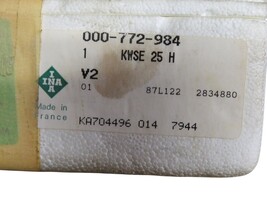 000-772-984
1 KWSE 25 H
V2
01 87L122 2834880
INA
Made in
France
KA704496 014 7944